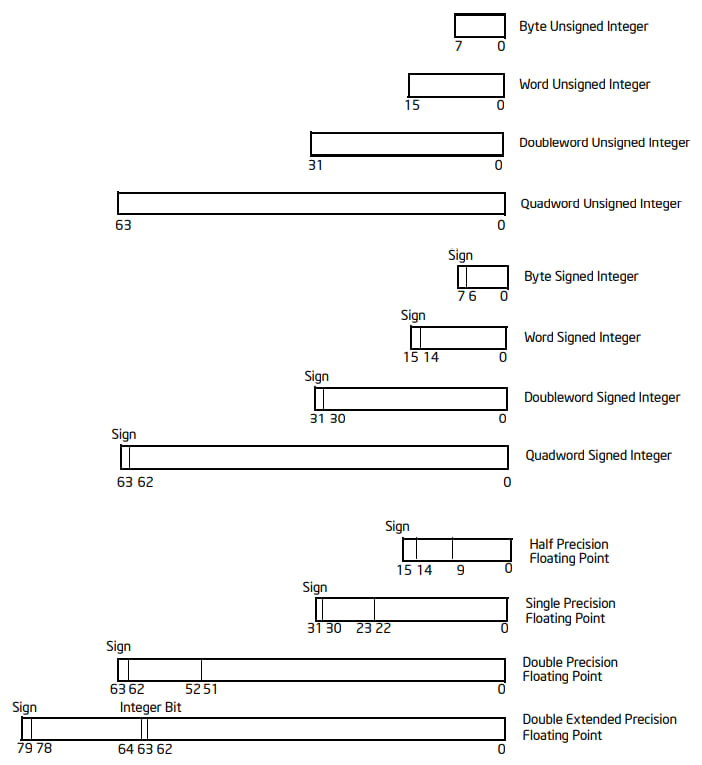 Byte Unsigned Integer
7 0
Word Unsigned Integer
15 0
Doubleword Unsigned Integer
31 0
Quadword Unsigned Integer
63 0
Sign
Byte Signed Integer
7 6 0
Sign
Word Signed Integer
15 14 0
Sign
Doubleword Signed Integer
31 30 0
Sign
Quadword Signed Integer
63 62 0
Sign
Half Precision
Floating Point
15 14 9 0
Sign
Single Precision
Floating Point
31 30 23 22 0
Sign
Double Precision
Floating Point
63 62 52 51 0
Sign Integer Bit
Double Extended Precision
Floating Point
79 78 64 63 62 0